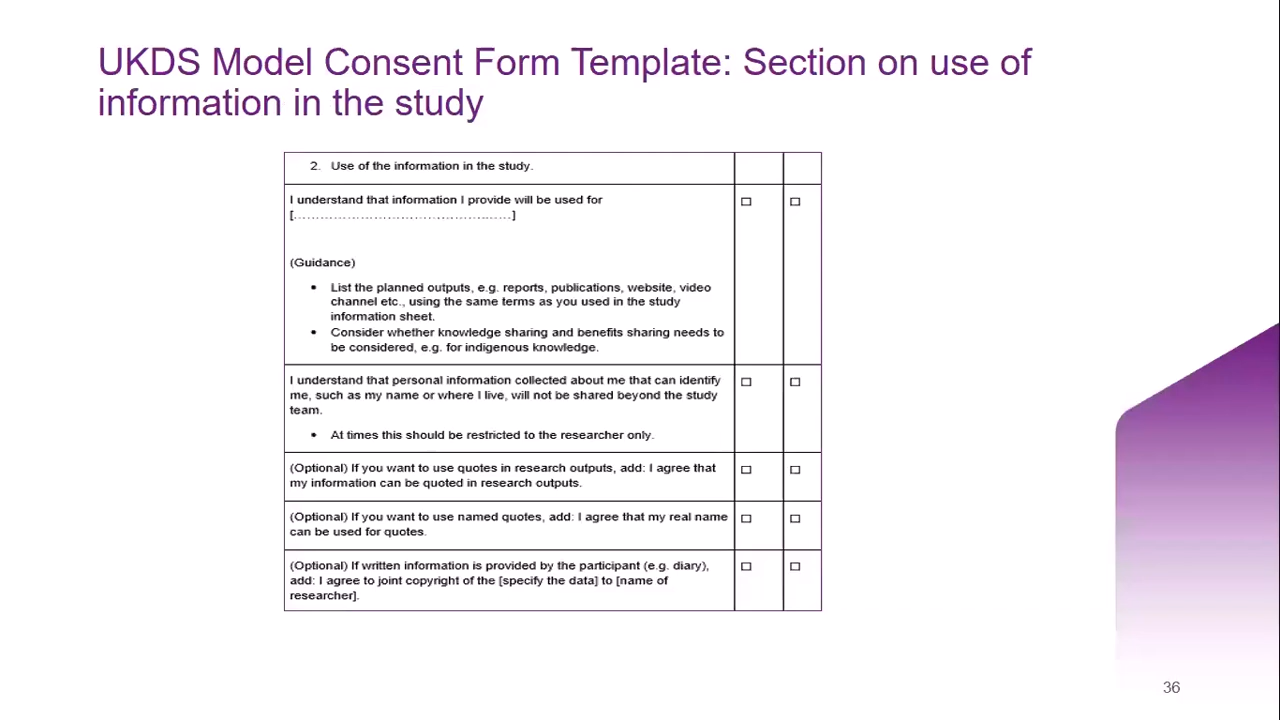 UKDS Model Consent Form Template: Section on use of
information in the study
2. Use of the information in the study.
I understand that information I provide will be used for
[……………………………………………]
(Guidance)
• List the planned outputs, e.g. reports, publications, website, video
channel etc., using the same terms as you used in the study
information sheet.
• Consider whether knowledge sharing and benefits sharing needs to
be considered, e.g. for indigenous knowledge.
I understand that personal information collected about me that can identify
me, such as my name or where I live, will not be shared beyond the study
team.
• At times this should be restricted to the researcher only.
(Optional) If you want to use quotes in research outputs, add: I agree that
my information can be quoted in research outputs.
(Optional) If you want to use named quotes, add: I agree that my real name
can be used for quotes.
(Optional) If written information is provided by the participant (e.g. diary),
add: I agree to joint copyright of the [specify the data] to [name of
researcher].
36